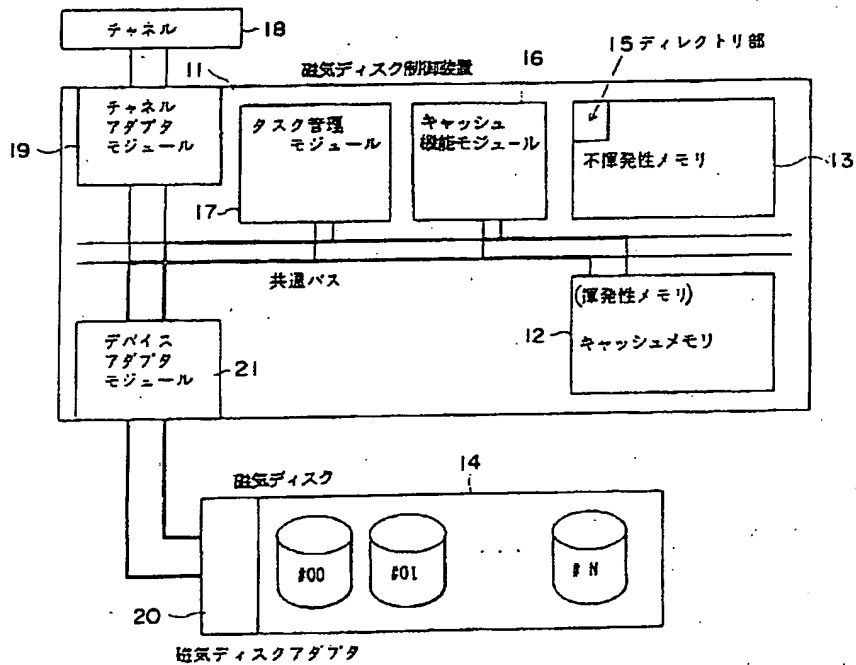 チャネル
18
11
磁気ディスク制御装置
16
15 ディレクトリ部
チャネル
アダプタ
モジュール
19
タスク管理
モジュール
17
キャッシュ
機能モジュール
不揮発性メモリ
13
共通バス
(揮発性メモリ)
キャッシュメモリ
12
デバイス
アダプタ
モジュール
21
磁気ディスク
14
#00
#01
· · ·
# N
20
磁気ディスクアダプタ